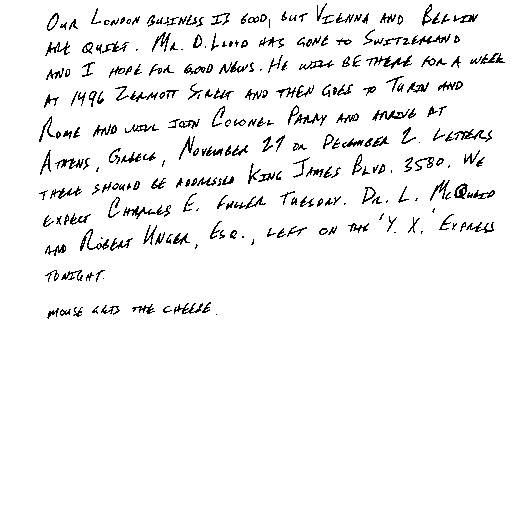 Our London business is good, but Vienna and Berlin
are quiet. Mr. D. Lloyd has gone to Switzerland
and I hope for good news. He will be there for a week
at 1496 Zermott Street and then goes to Turin and
Rome and will join Colonel Parry and arrive at
Athens, Greece, November 27 or December 2. Letters
there should be addressed King James Blvd. 3580. We
expect Charles E. Fuller Tuesday. Dr. L. McQuaid
and Robert Unger, Esq., left on the 'Y. X.' Express
tonight.
mouse gets the cheese.